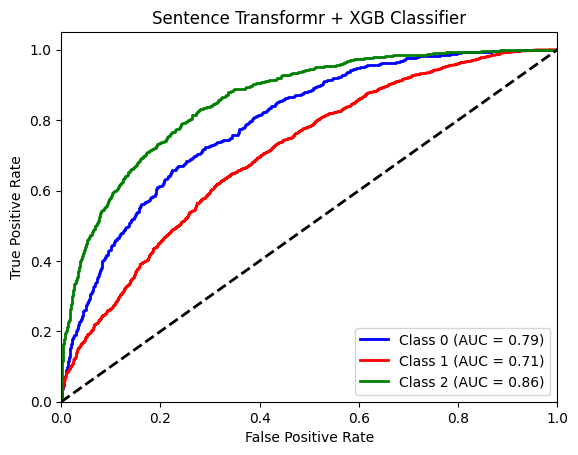 Sentence Transformr + XGB Classifier
1.0
0.8
0.6
0.4
0.2
0.0
True Positive Rate
Class 0 (AUC = 0.79)
Class 1 (AUC = 0.71)
Class 2 (AUC = 0.86)
0.0 0.2 0.4 0.6 0.8 1.0
False Positive Rate